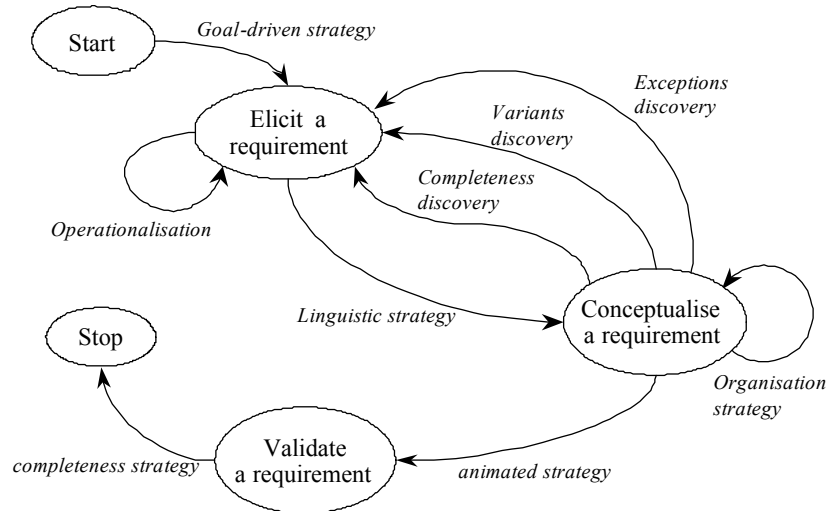 Goal-driven strategy
Start
Exceptions
discovery
Elicit a
requirement
Variants
discovery
Completeness
discovery
Operationalisation
Linguistic strategy
Conceptualise
a requirement
Stop
Organisation
strategy
Validate
a requirement
completeness strategy
animated strategy